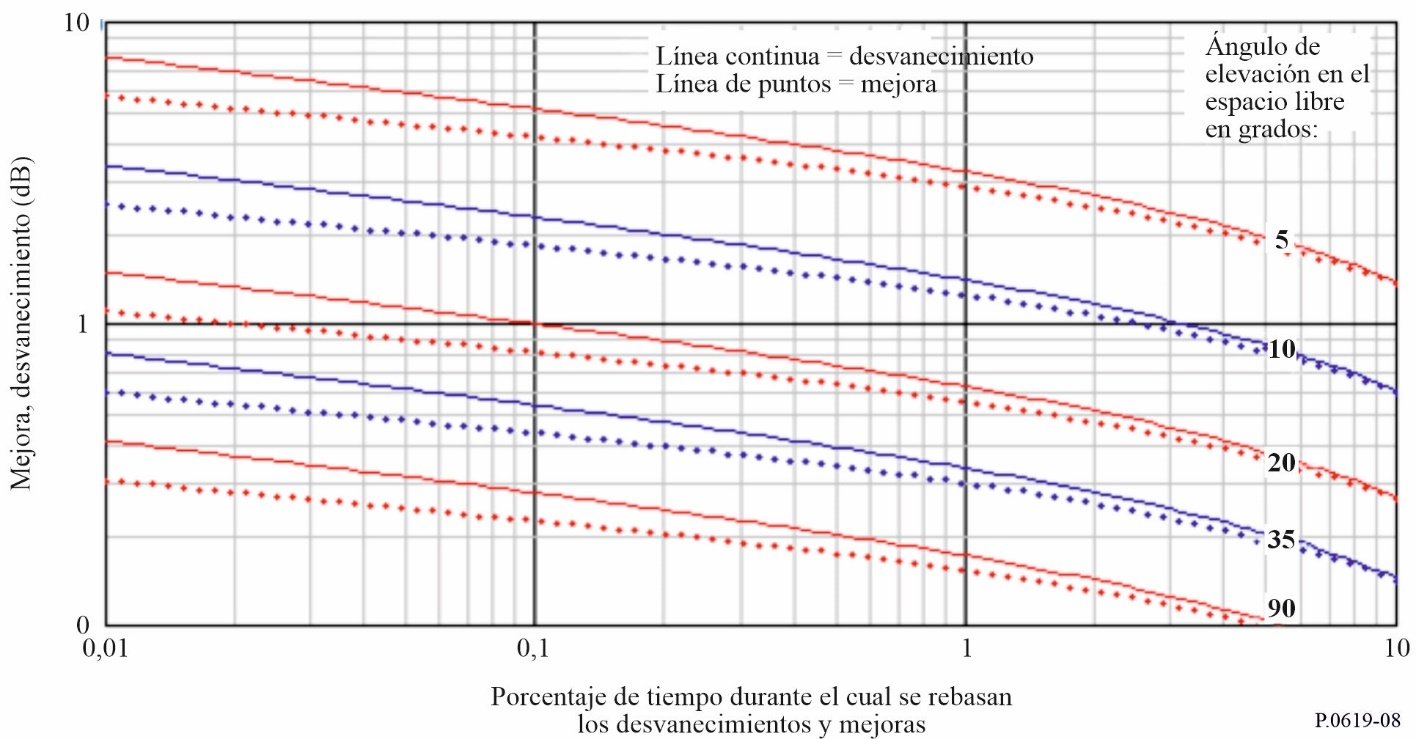 10
Línea continua = desvanecimiento
Línea de puntos = mejora
Ángulo de
elevación en el
espacio libre
en grados:
Mejora, desvanecimiento (dB)
5
1
10
20
35
90
0
0,01
0,1
1
10
Porcentaje de tiempo durante el cual se rebasan
los desvanecimientos y mejoras
P.0619-08